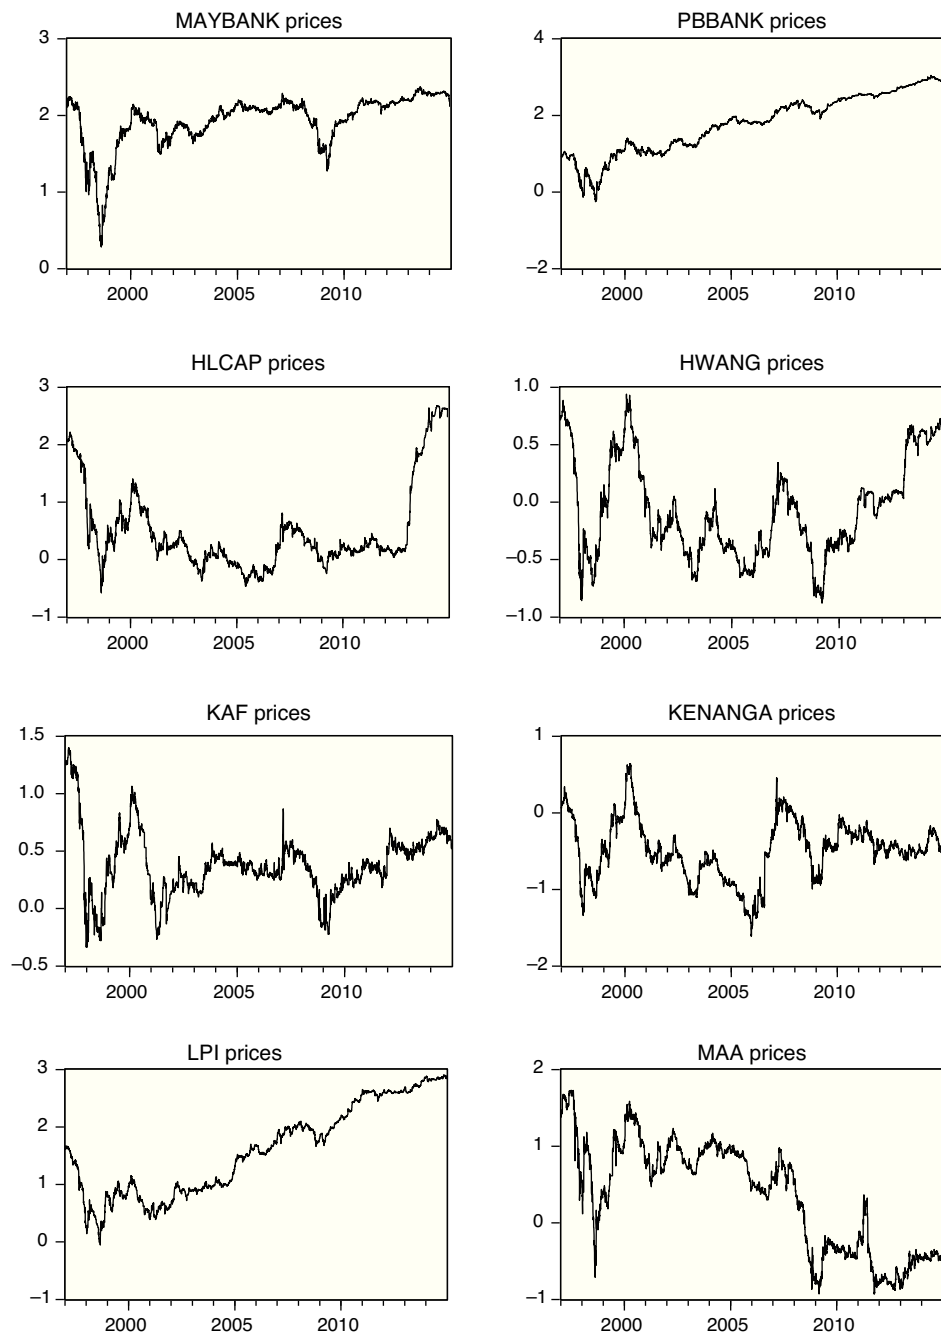 MAYBANK prices
3
2
1
0
2000 2005 2010
PBBANK prices
4
2
0
–2
2000 2005 2010
HLCAP prices
3
2
1
0
–1
2000 2005 2010
HWANG prices
1.0
0.5
0.0
–0.5
–1.0
2000 2005 2010
KAF prices
1.5
1.0
0.5
0.0
–0.5
2000 2005 2010
KENANGA prices
1
0
–1
–2
2000 2005 2010
LPI prices
3
2
1
0
–1
2000 2005 2010
MAA prices
2
1
0
–1
2000 2005 2010